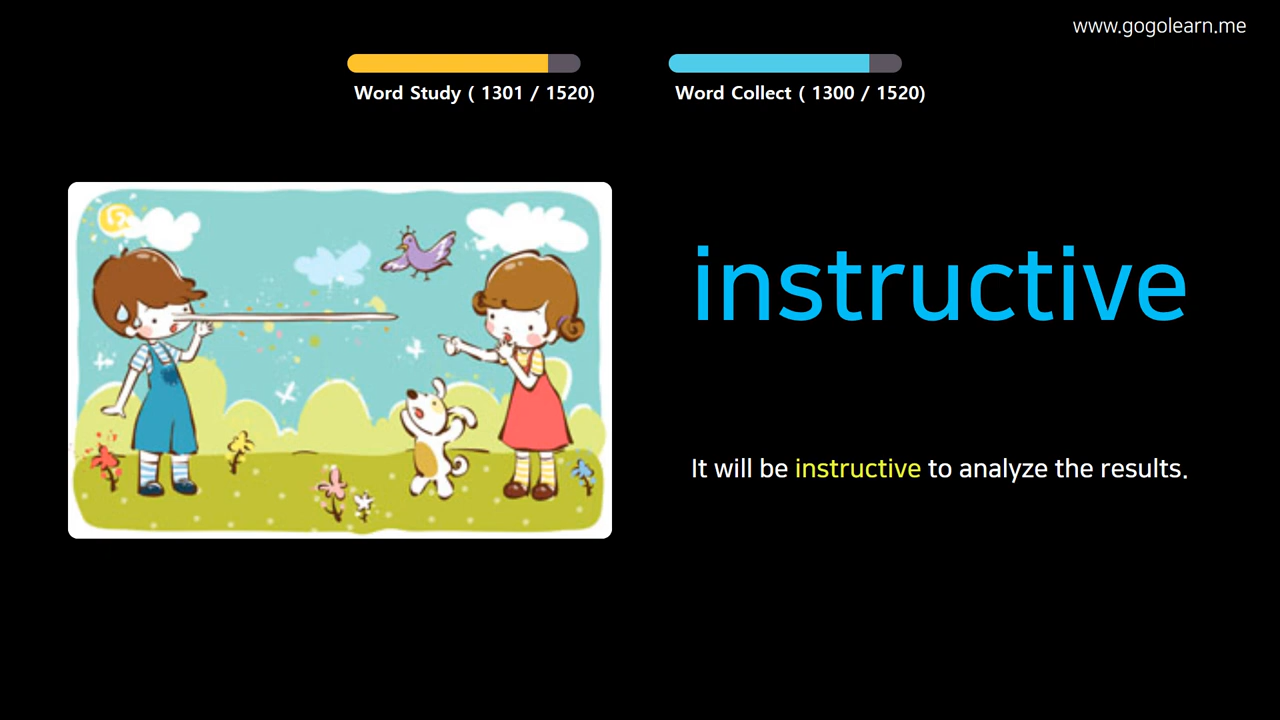 www.gogolearn.me
Word Study ( 1301 / 1520)
Word Collect ( 1300 / 1520)
instructive
It will be instructive to analyze the results.